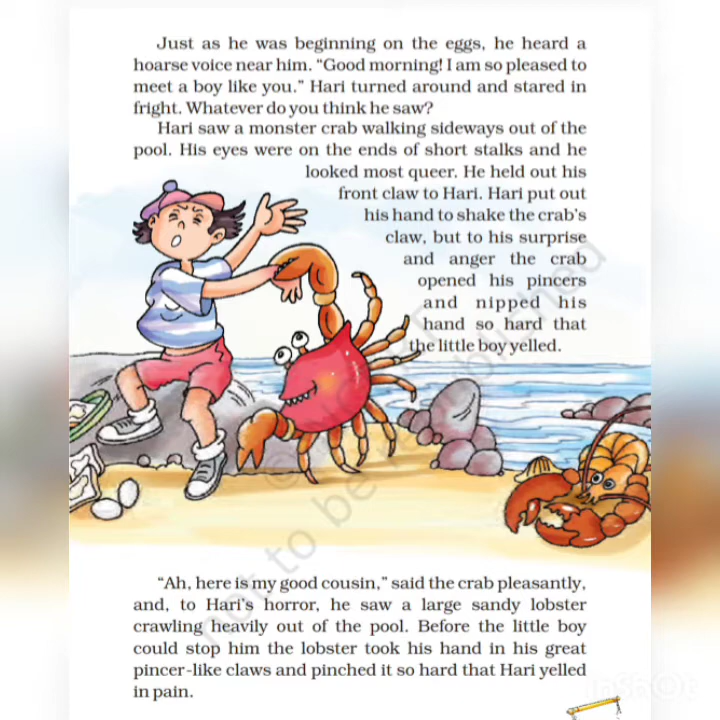 Just as he was beginning on the eggs, he heard a
hoarse voice near him. “Good morning! I am so pleased to
meet a boy like you.” Hari turned around and stared in
fright. Whatever do you think he saw?
Hari saw a monster crab walking sideways out of the
pool. His eyes were on the ends of short stalks and he
looked most queer. He held out his
front claw to Hari. Hari put out
his hand to shake the crab’s
claw, but to his surprise
and anger the crab
opened his pincers
and nipped his
hand so hard that
the little boy yelled.
“Ah, here is my good cousin,” said the crab pleasantly,
and, to Hari’s horror, he saw a large sandy lobster
crawling heavily out of the pool. Before the little boy
could stop him the lobster took his hand in his great
pincer-like claws and pinched it so hard that Hari yelled
in pain.
not to be republished